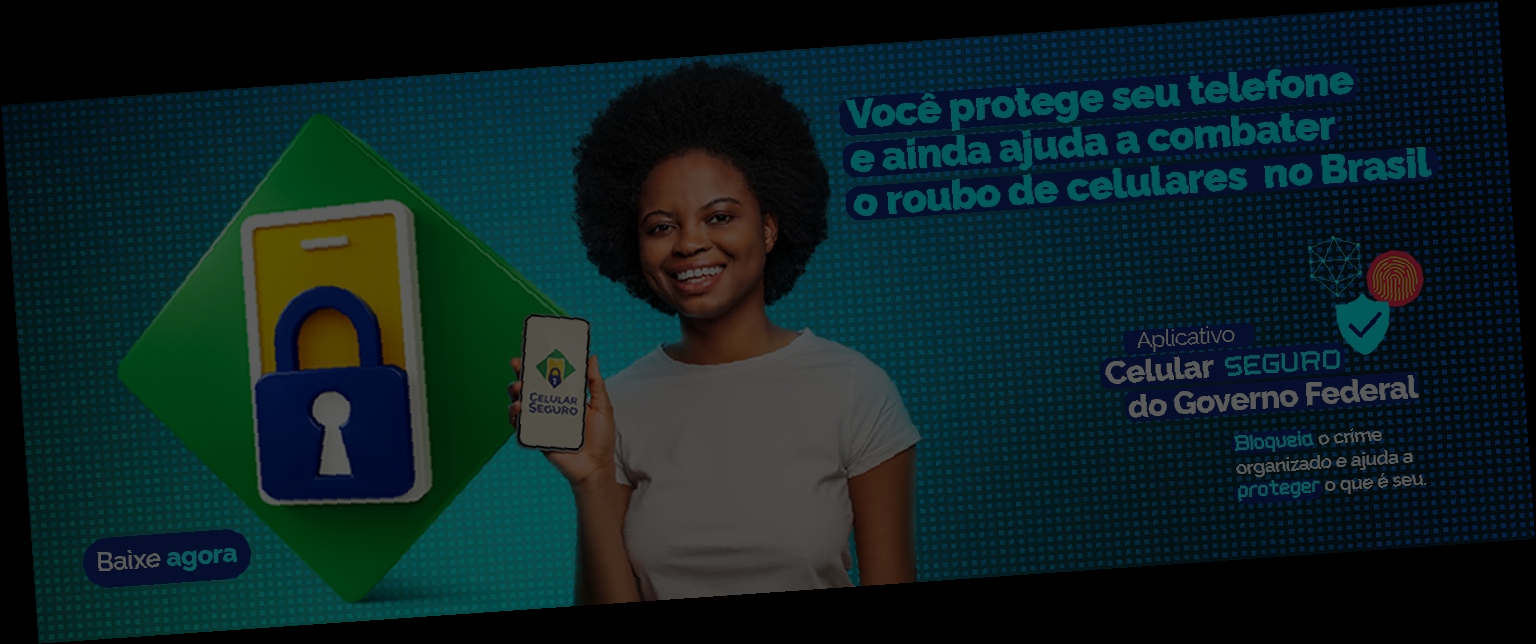 Você protege seu telefone
e ainda ajuda a combater
o roubo de celulares no Brasil
CELULAR
SEGURO
Aplicativo
Celular SEGURO
do Governo Federal
Bloqueia o crime
organizado e ajuda a
proteger o que é seu.
Baixe agora